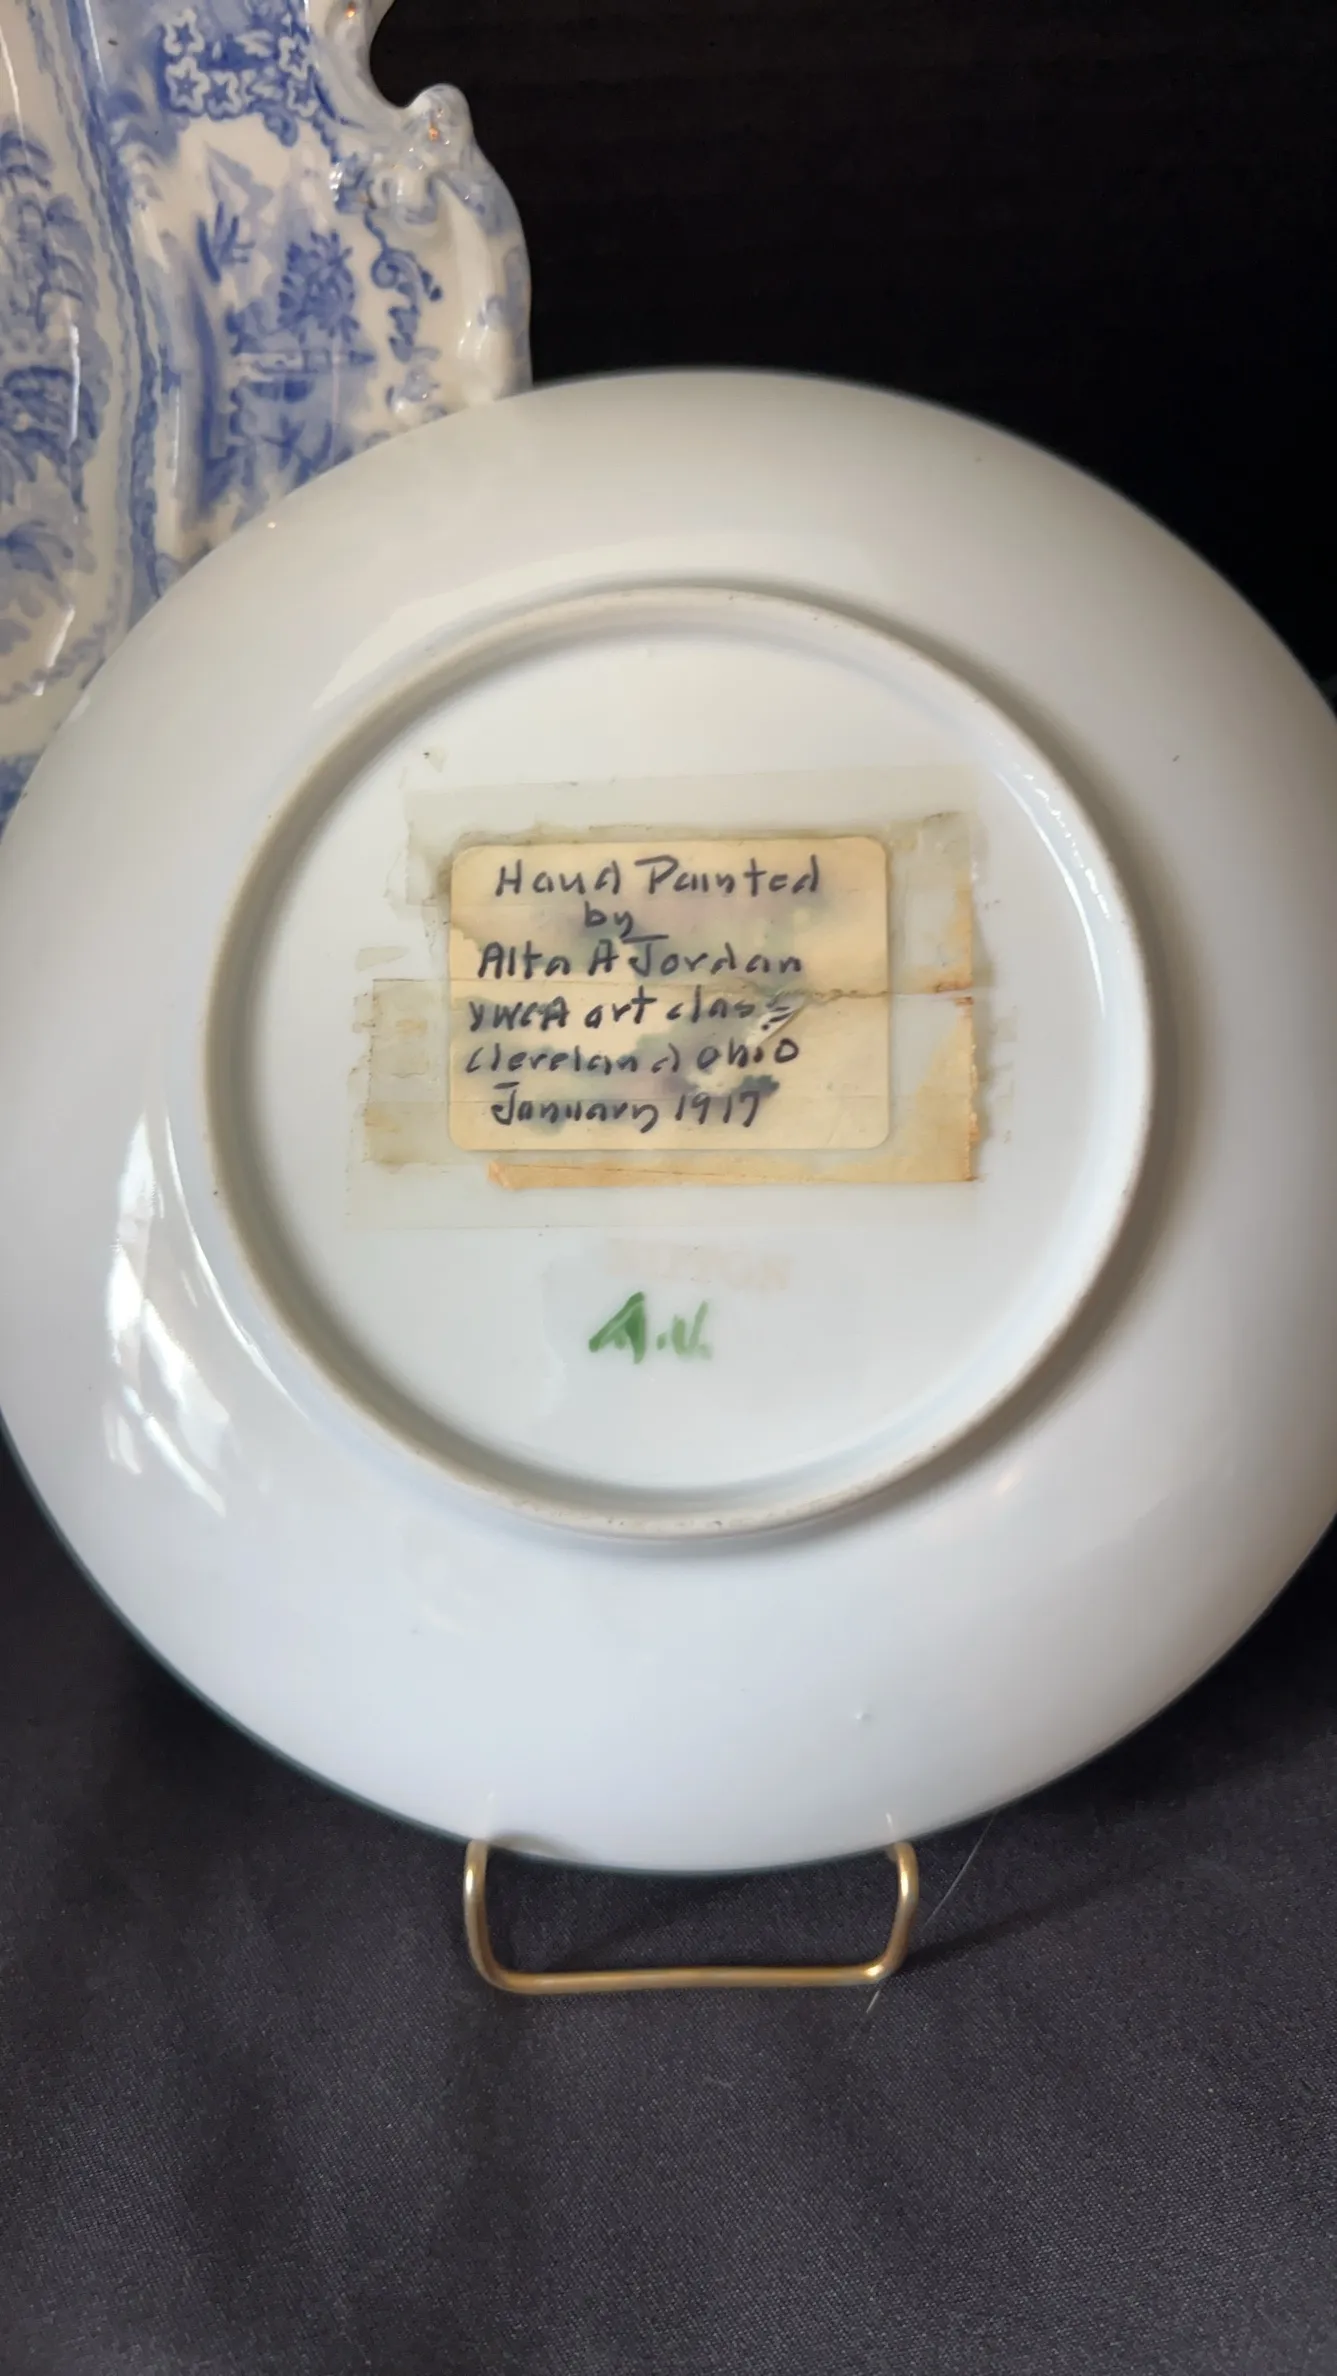 Hand Painted
by
Alta A Jordan
YWCA art class
Cleveland Ohio
January 1917